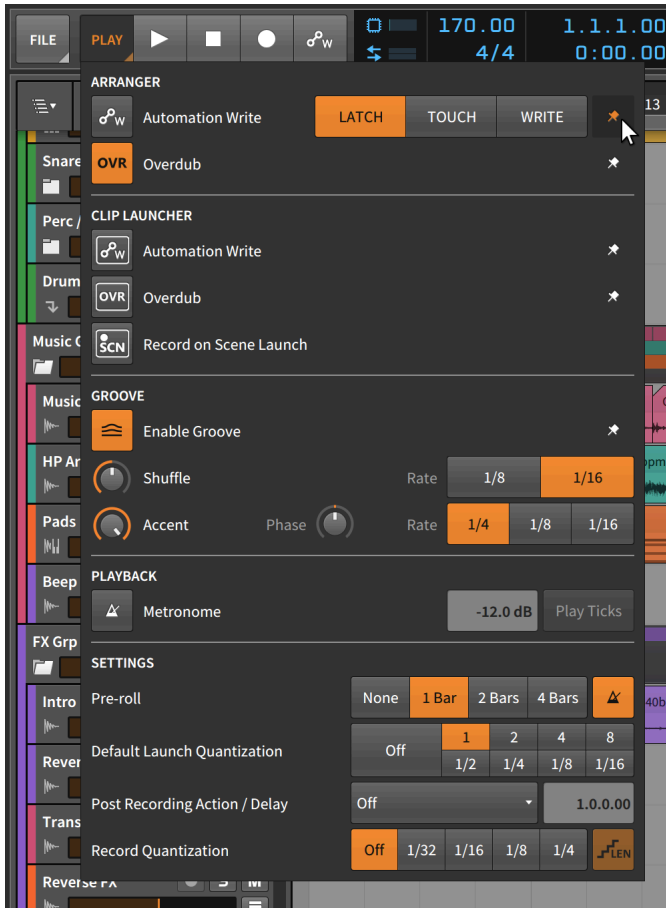 FILE PLAY W 170.00 1.1.1.00
4/4 0:00.00
ARRANGER
W Automation Write LATCH TOUCH WRITE 13
OVR Overdub
Snare
CLIP LAUNCHER
Perc /
W Automation Write
Drum
OVR Overdub
SCN Record on Scene Launch
Music G
GROOVE
Music
Enable Groove
HP Ar
Shuffle Rate 1/8 1/16
Pads
Accent Phase Rate 1/4 1/8 1/16
PLAYBACK
Beep
Metronome -12.0 dB Play Ticks
FX Grp
SETTINGS
Intro
Pre-roll None 1 Bar 2 Bars 4 Bars 40b
Default Launch Quantization Off 1 2 4 8
1/2 1/4 1/8 1/16
Rever
Post Recording Action / Delay Off 1.0.0.00
Trans
Record Quantization Off 1/32 1/16 1/8 1/4 LEN
Reverse FX S M